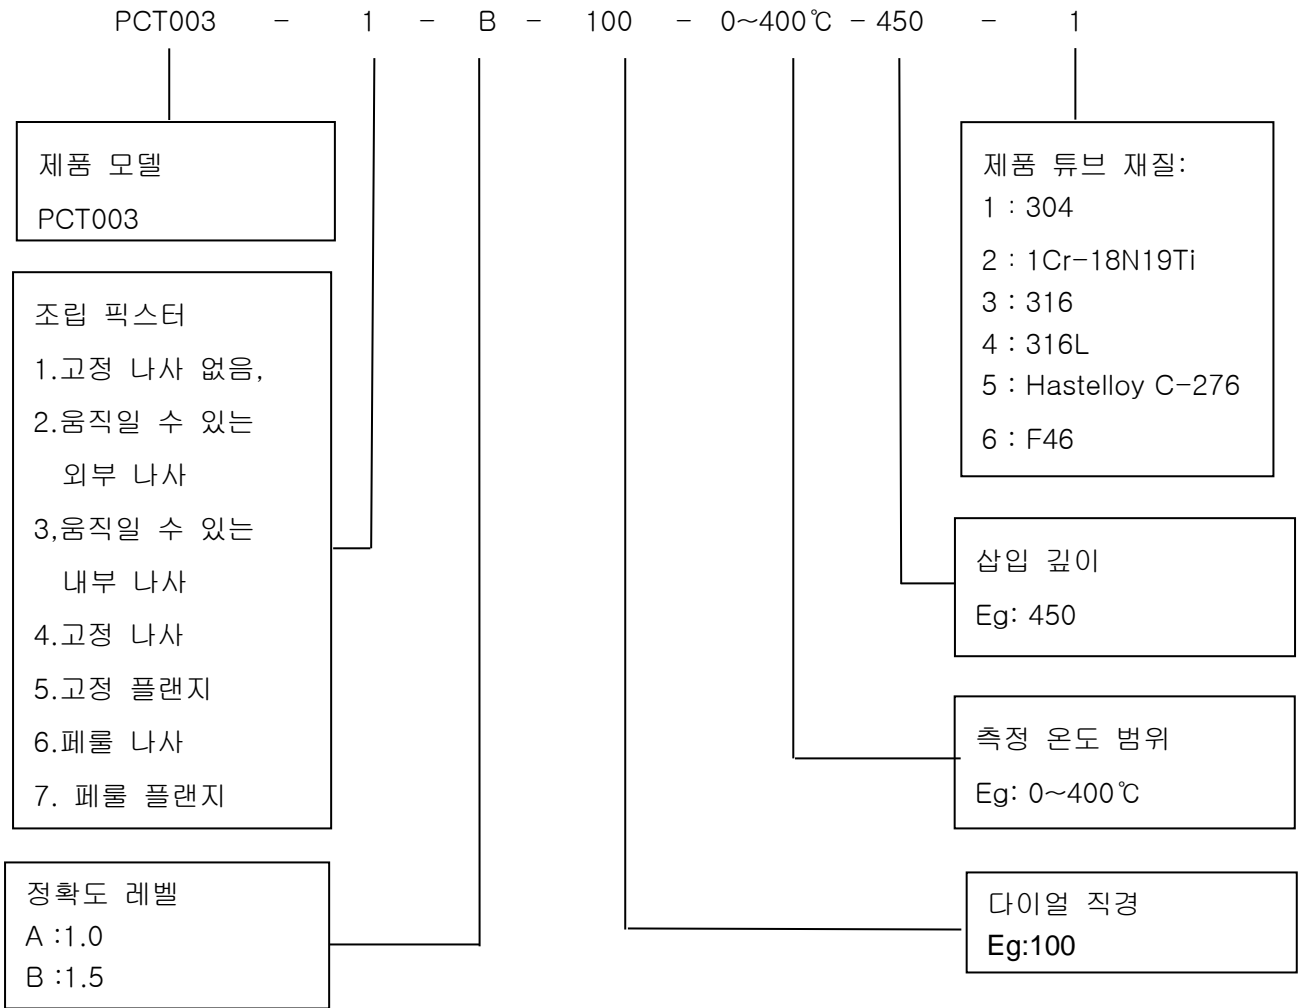 PCT003 - 1 - B - 100 - 0~400℃ - 450 - 1
제품 모델
PCT003
조립 픽스터
1.고정 나사 없음,
2.움직일 수 있는
외부 나사
3,움직일 수 있는
내부 나사
4.고정 나사
5.고정 플랜지
6.페룰 나사
7. 페룰 플랜지
정확도 레벨
A :1.0
B :1.5
제품 튜브 재질:
1 : 304
2 : 1Cr-18N19Ti
3 : 316
4 : 316L
5 : Hastelloy C-276
6 : F46
삽입 깊이
Eg: 450
측정 온도 범위
Eg: 0~400℃
다이얼 직경
Eg:100